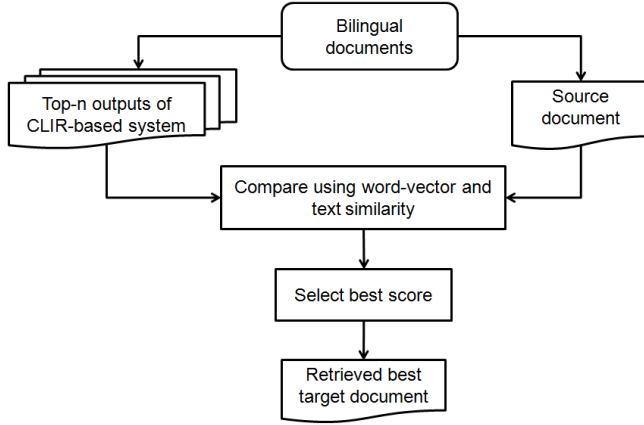 Bilingual
documents
Top-n outputs of
CLIR-based system
Source
document
Compare using word-vector and
text similarity
Select best score
Retrieved best
target document